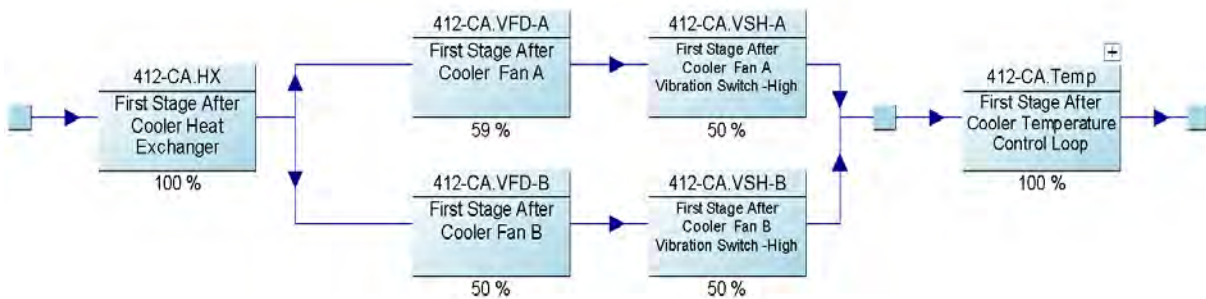 412-CA.HX
First Stage After
Cooler Heat
Exchanger
100 %
412-CA.VFD-A
First Stage After
Cooler Fan A
59 %
412-CA.VSH-A
First Stage After
Cooler Fan A
Vibration Switch -High
50 %
412-CA.VFD-B
First Stage After
Cooler Fan B
50 %
412-CA.VSH-B
First Stage After
Cooler Fan B
Vibration Switch -High
50 %
+
412-CA.Temp
First Stage After
Cooler Temperature
Control Loop
100 %